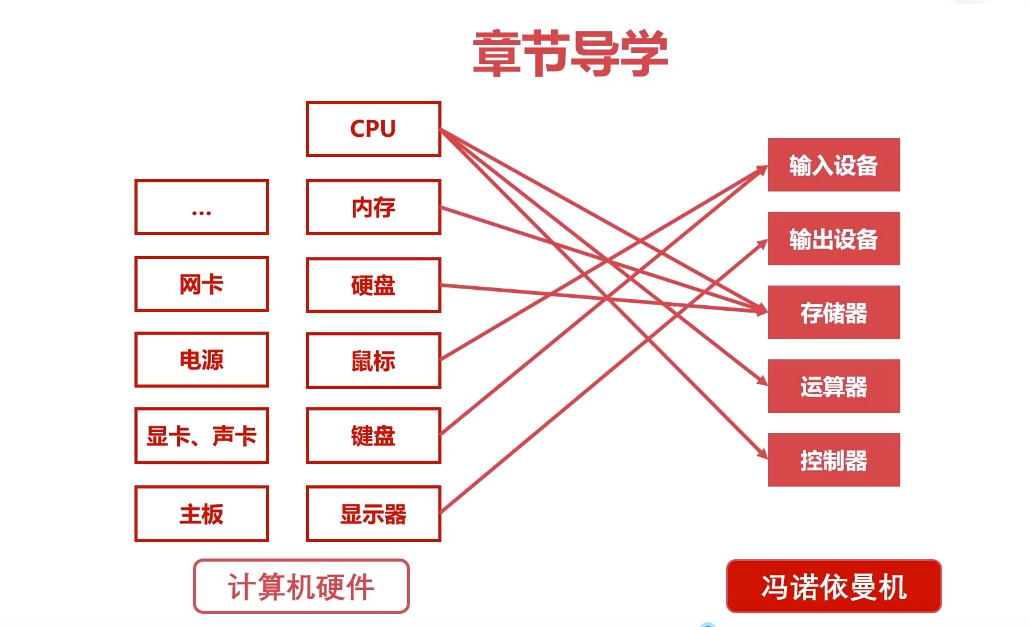 章节导学
CPU
...
内存
网卡
硬盘
电源
鼠标
显卡、声卡
键盘
主板
显示器
计算机硬件
输入设备
输出设备
存储器
运算器
控制器
冯诺依曼机